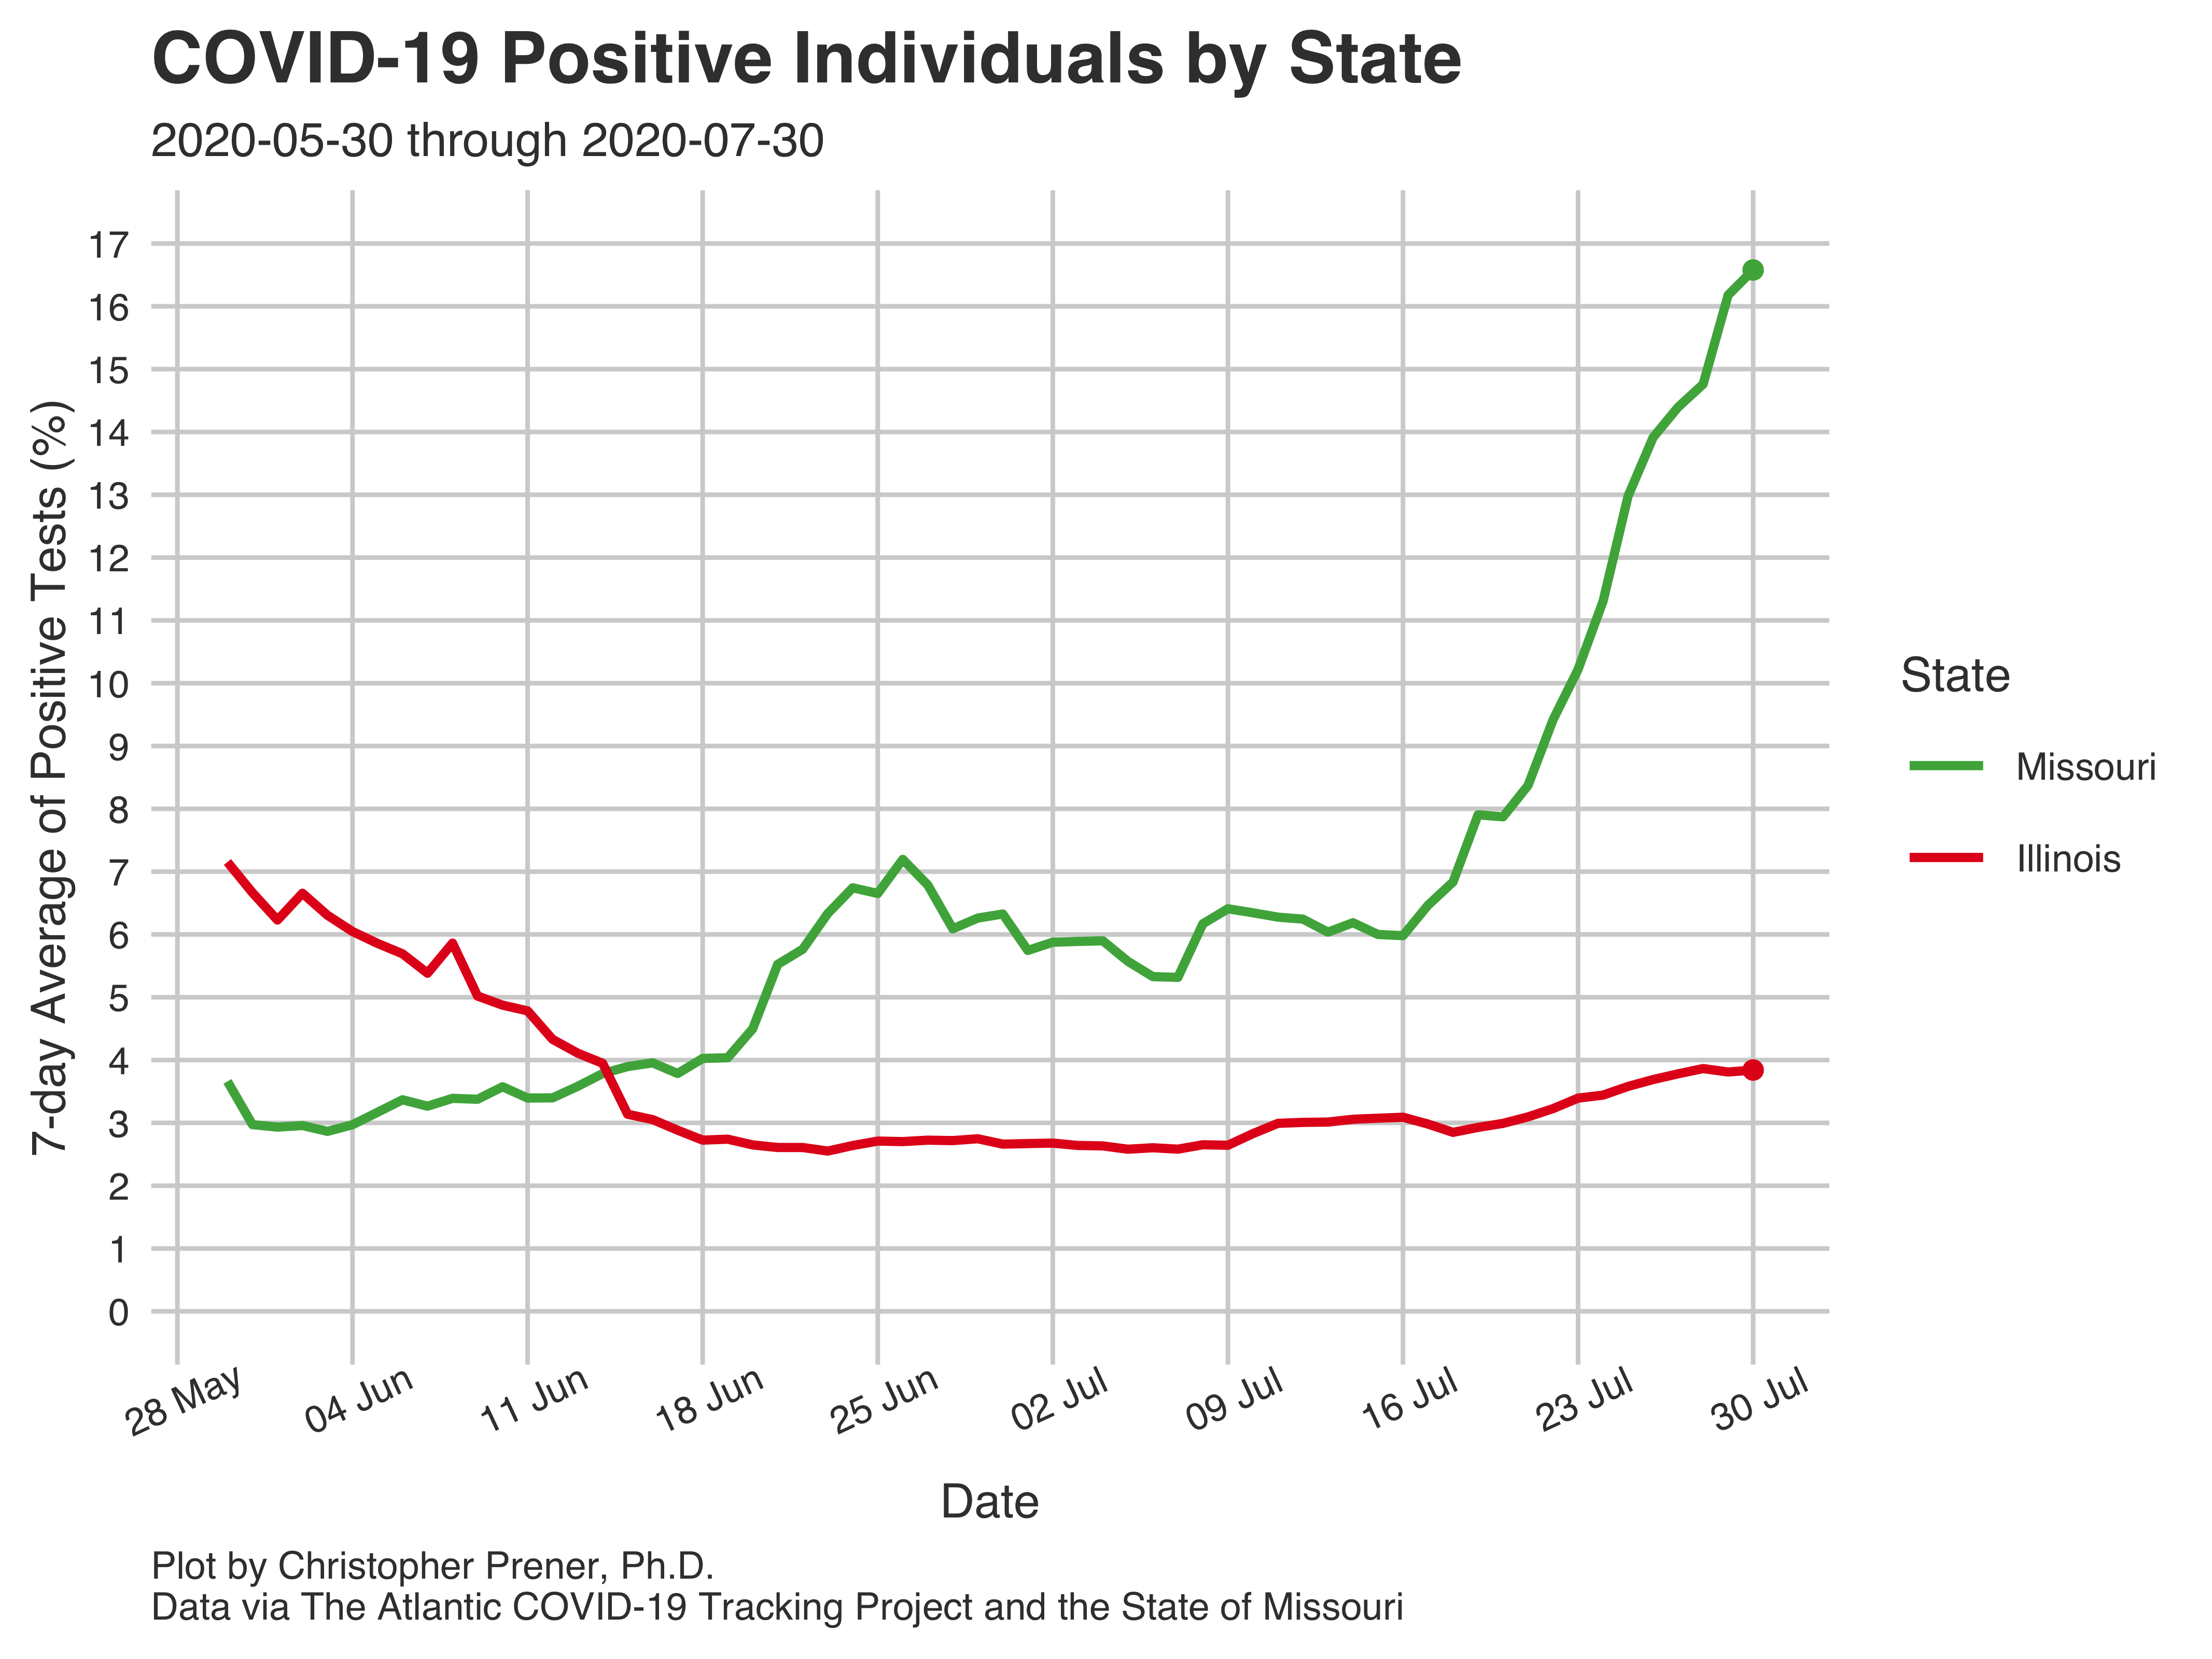 COVID-19 Positive Individuals by State
2020-05-30 through 2020-07-30
7-day Average of Positive Tests (%)
17
16
15
14
13
12
11
10
9
8
7
6
5
4
3
2
1
0
28 May
04 Jun
11 Jun
18 Jun
25 Jun
02 Jul
09 Jul
16 Jul
23 Jul
30 Jul
Date
State
Missouri
Illinois
Plot by Christopher Prener, Ph.D.
Data via The Atlantic COVID-19 Tracking Project and the State of Missouri